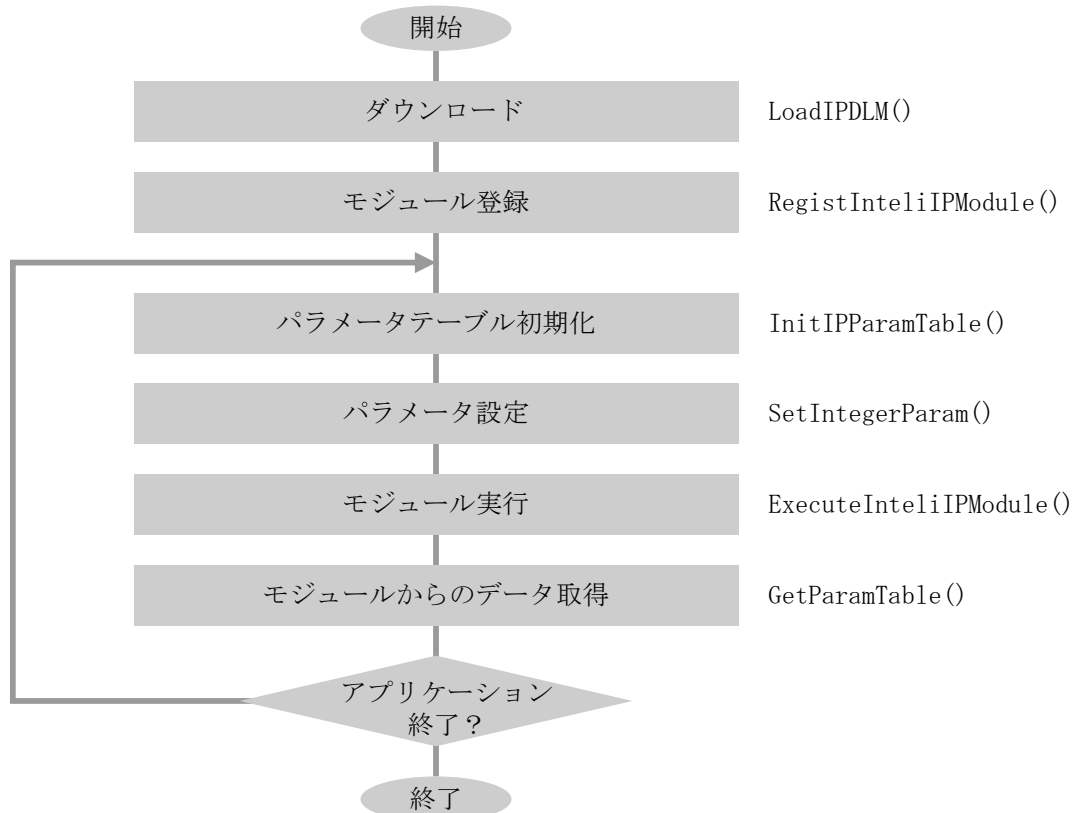 開始
ダウンロード
LoadIPDLM()
モジュール登録
RegistInteliIPModule()
パラメータテーブル初期化
InitIPParamTable()
パラメータ設定
SetIntegerParam()
モジュール実行
ExecuteInteliIPModule()
モジュールからのデータ取得
GetParamTable()
アプリケーション
終了？
終了